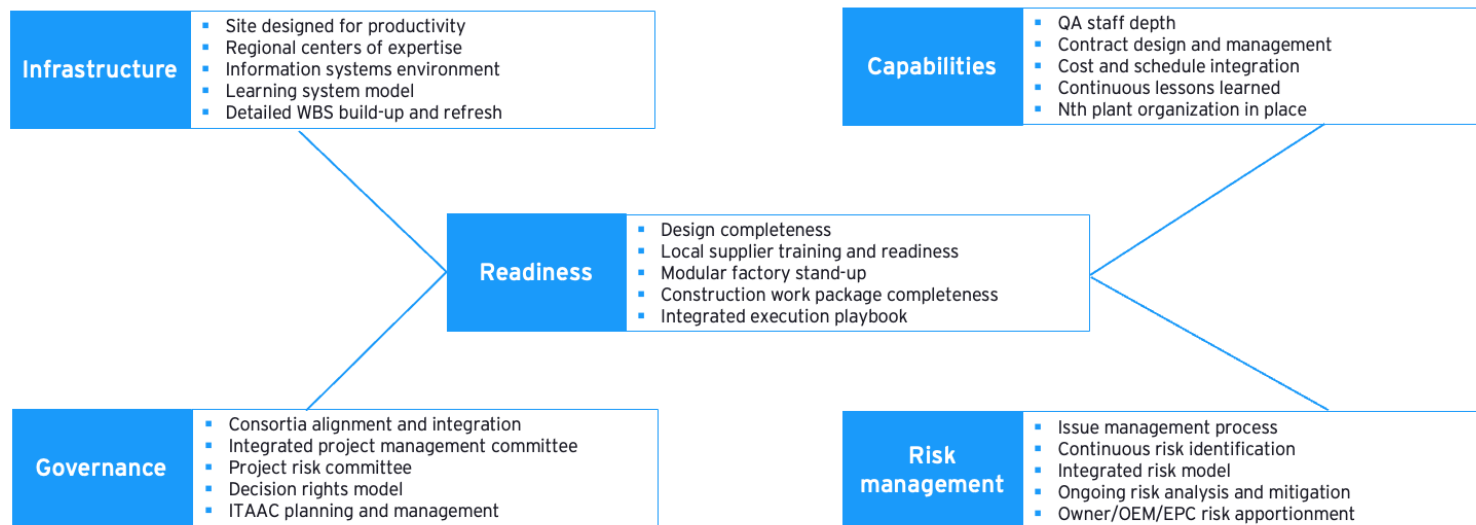 Infrastructure
▪ Site designed for productivity
▪ Regional centers of expertise
▪ Information systems environment
▪ Learning system model
▪ Detailed WBS build-up and refresh
Capabilities
▪ QA staff depth
▪ Contract design and management
▪ Cost and schedule integration
▪ Continuous lessons learned
▪ Nth plant organization in place
Readiness
▪ Design completeness
▪ Local supplier training and readiness
▪ Modular factory stand-up
▪ Construction work package completeness
▪ Integrated execution playbook
Governance
▪ Consortia alignment and integration
▪ Integrated project management committee
▪ Project risk committee
▪ Decision rights model
▪ ITAAC planning and management
Risk
management
▪ Issue management process
▪ Continuous risk identification
▪ Integrated risk model
▪ Ongoing risk analysis and mitigation
▪ Owner/OEM/EPC risk apportionment